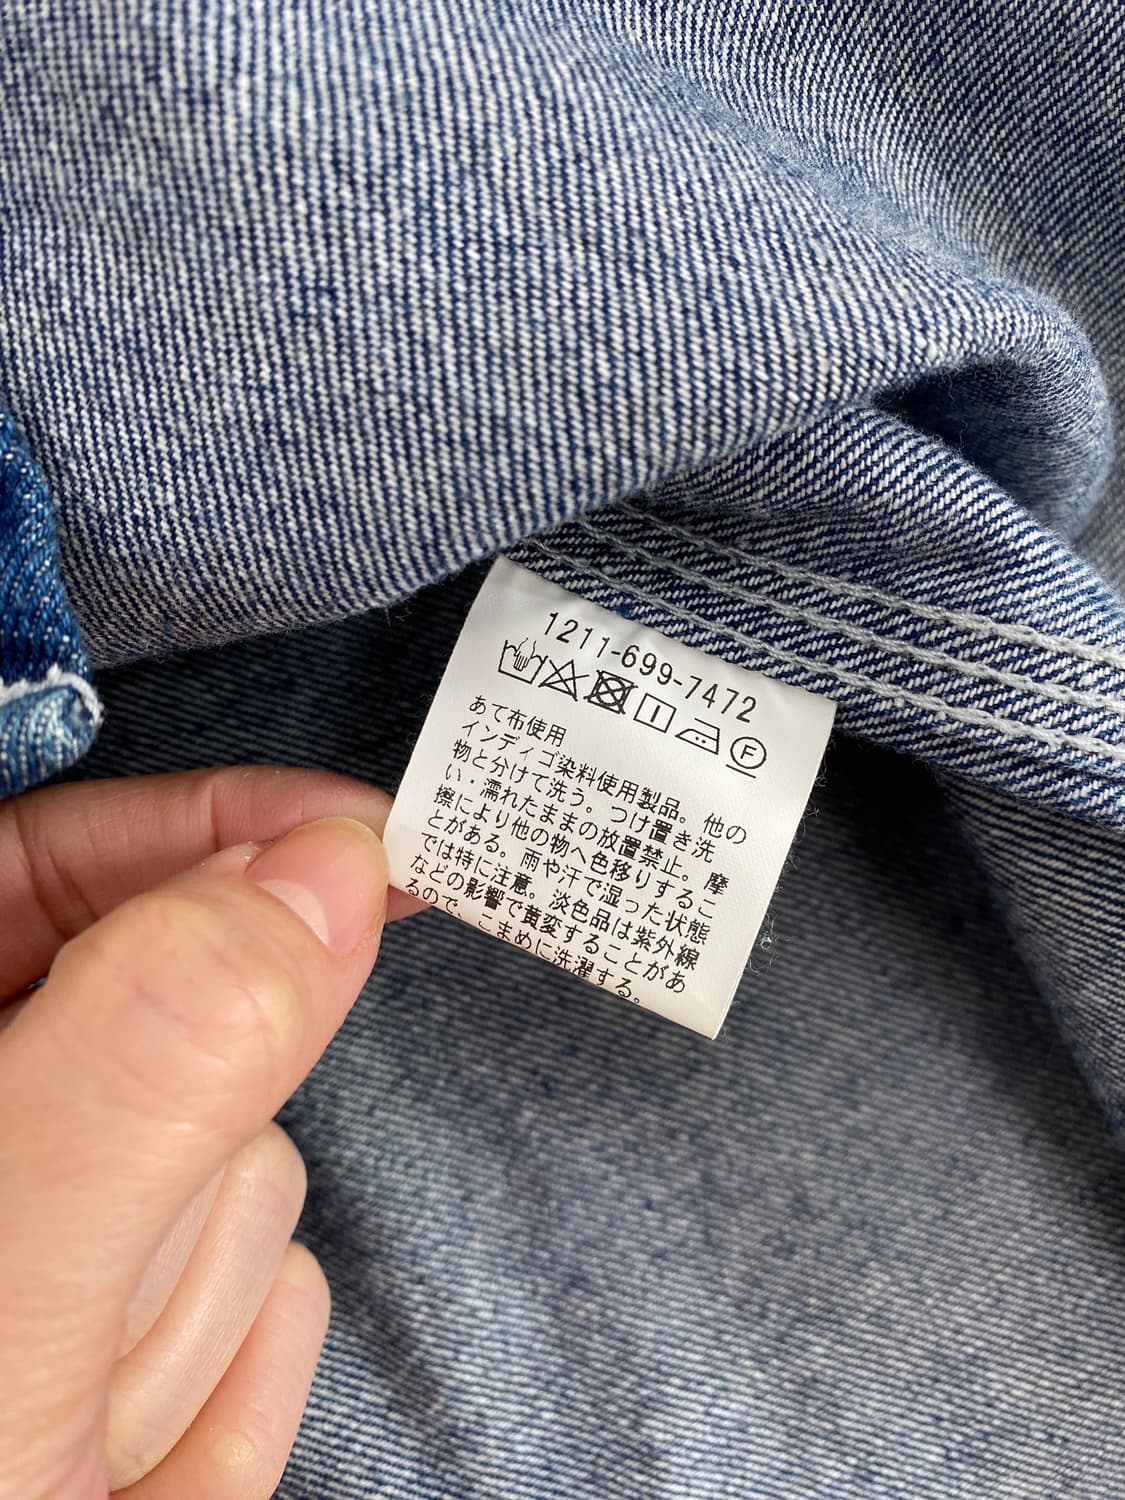 1211-699-7472
F
あて布使用
インディゴ染料使用製品。他の
物と分けて洗う。つけ置き洗
い・濡れたままの放置禁止。摩
擦により他の物へ色移りするこ
とがある。雨や汗で湿った状態
では特に注意。淡色品は紫外線
などの影響で黄変することがあ
るので、こまめに洗濯する。